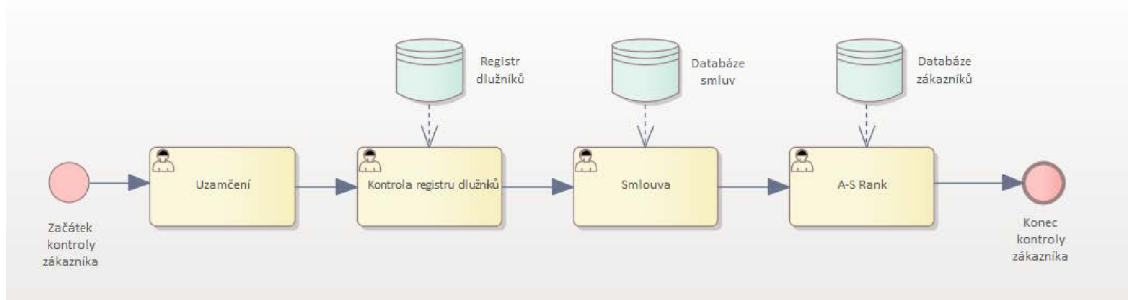 Registr
dlužníků
Databáze
smluv
Databáze
zákazníků
Uzamčení
Kontrola registru dlužníků
Smlouva
A-S Rank
Začátek
kontroly
zákazníka
Konec
kontroly
zákazníka